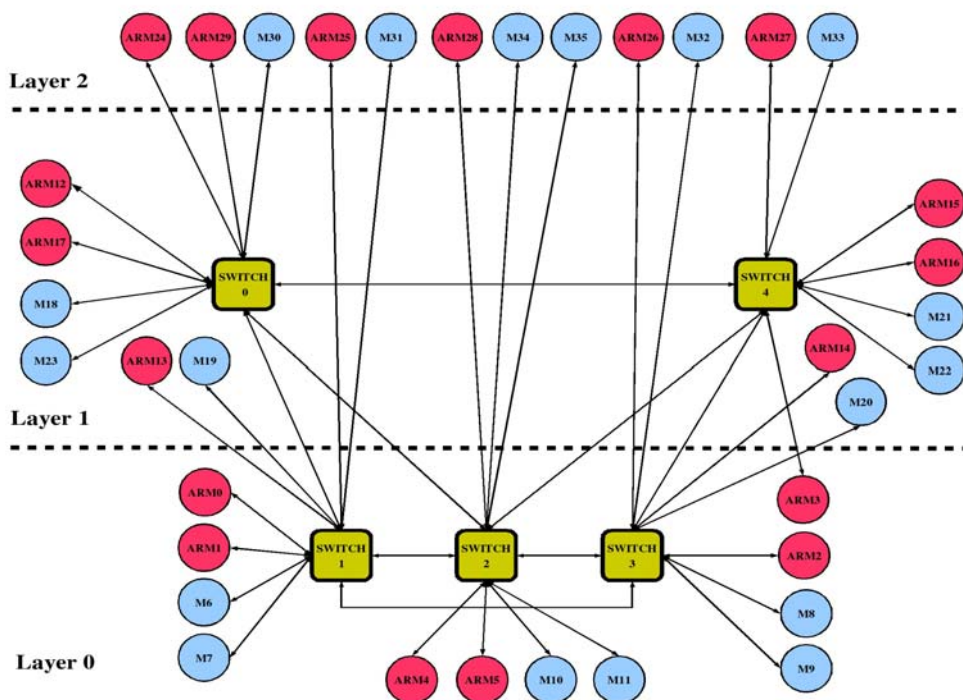 ARM24 ARM29 M30 ARM25 M31 ARM28 M34 M35 ARM26 M32 ARM27 M33
Layer 2
ARM12
ARM15
ARM17
ARM16
SWITCH
0
SWITCH
4
M18
M21
M23
ARM13
M19
ARM14
M22
M20
Layer 1
ARM0
ARM3
ARM1
SWITCH
1
SWITCH
2
SWITCH
3
ARM2
M6
M8
M7
Layer 0
ARM4
ARM5
M10
M11
M9